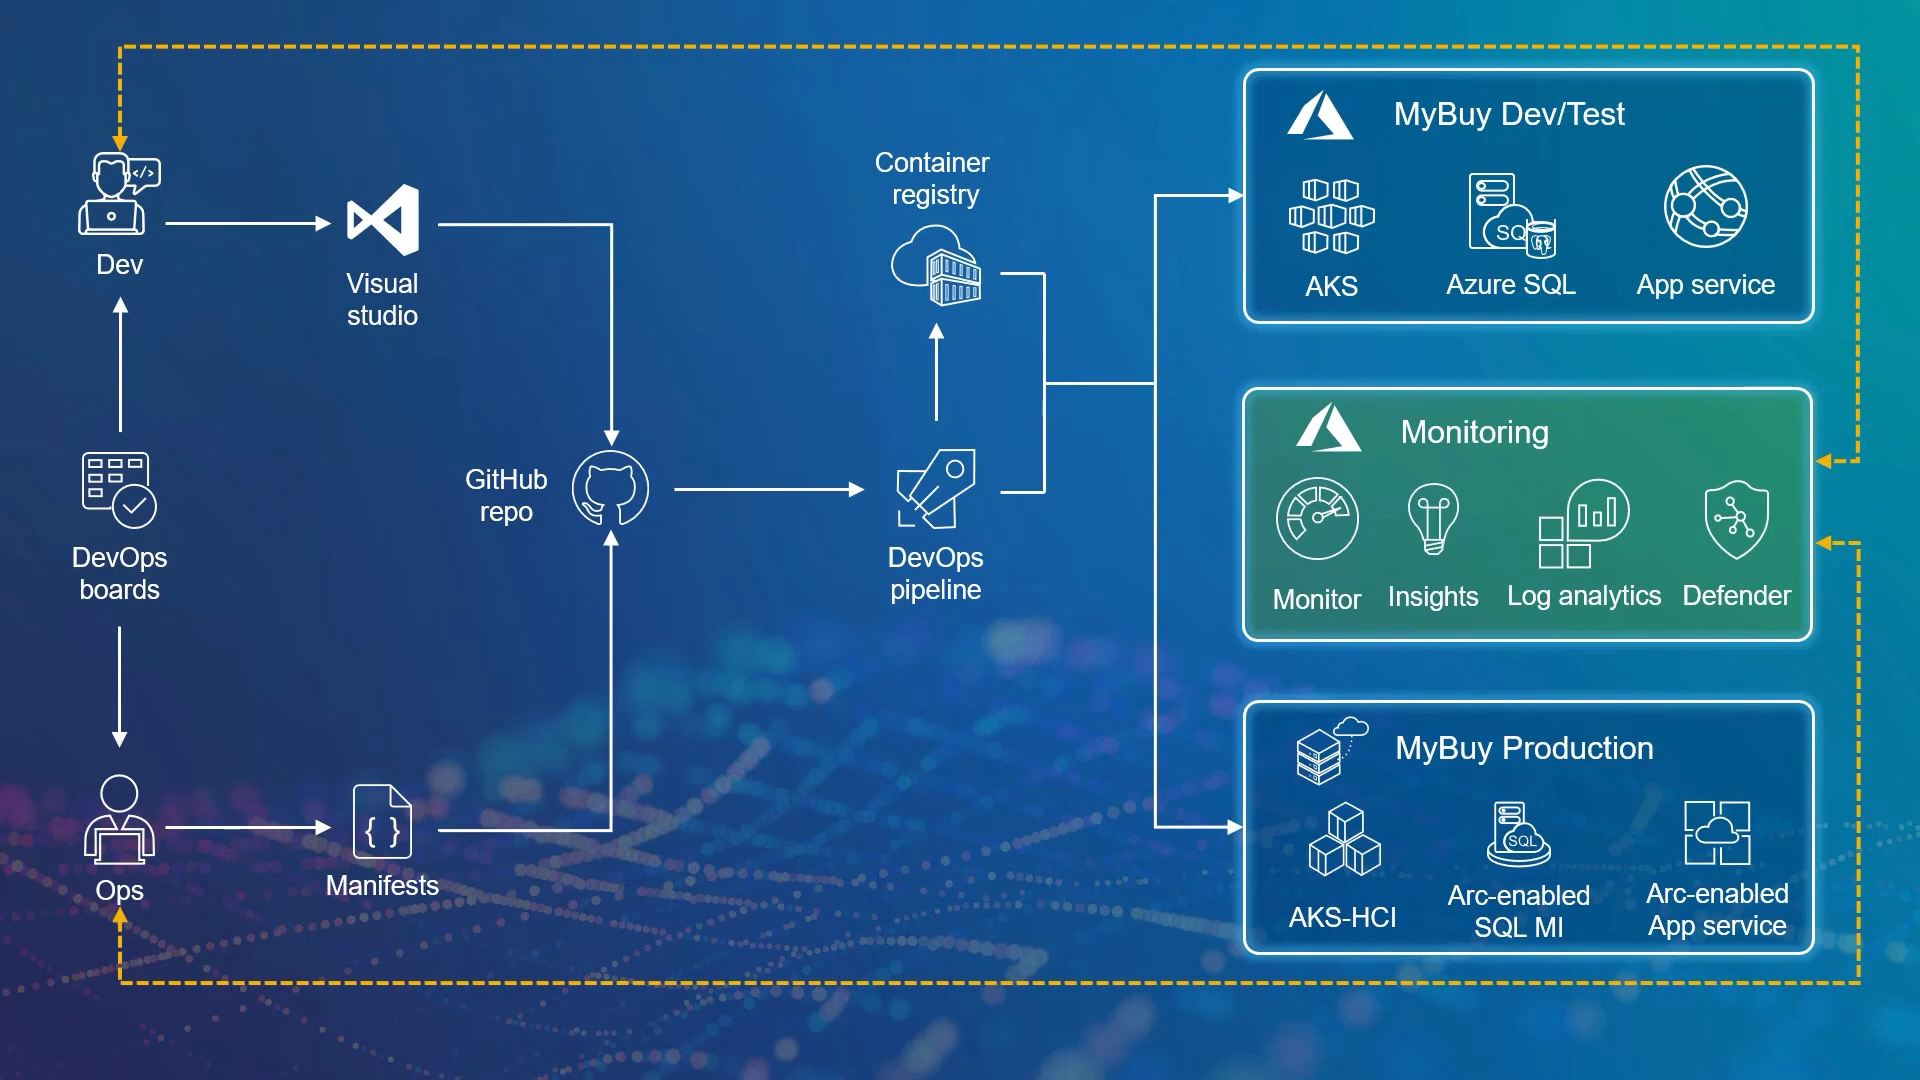 MyBuy Dev/Test
Container
registry
</>
Dev
Visual
studio
SQL
AKS
Azure SQL
App service
Monitoring
GitHub
repo
DevOps
boards
DevOps
pipeline
Monitor
Insights
Log analytics
Defender
MyBuy Production
{ }
SQL
Ops
Manifests
AKS-HCI
Arc-enabled
SQL MI
Arc-enabled
App service